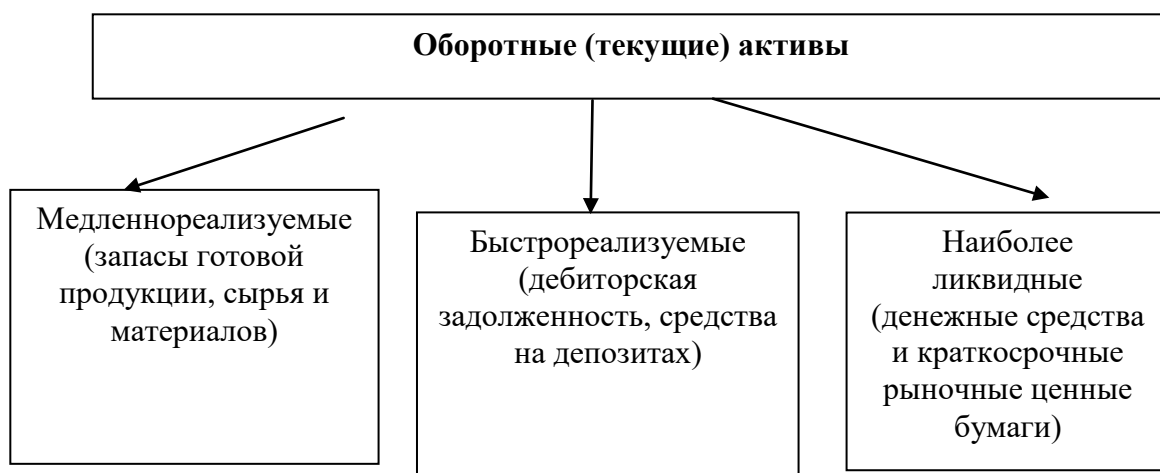 Оборотные (текущие) активы
Медленнореализуемые
(запасы готовой
продукции, сырья и
материалов)
Быстрореализуемые
(дебиторская
задолженность, средства
на депозитах)
Наиболее
ликвидные
(денежные средства
и краткосрочные
рыночные ценные
бумаги)